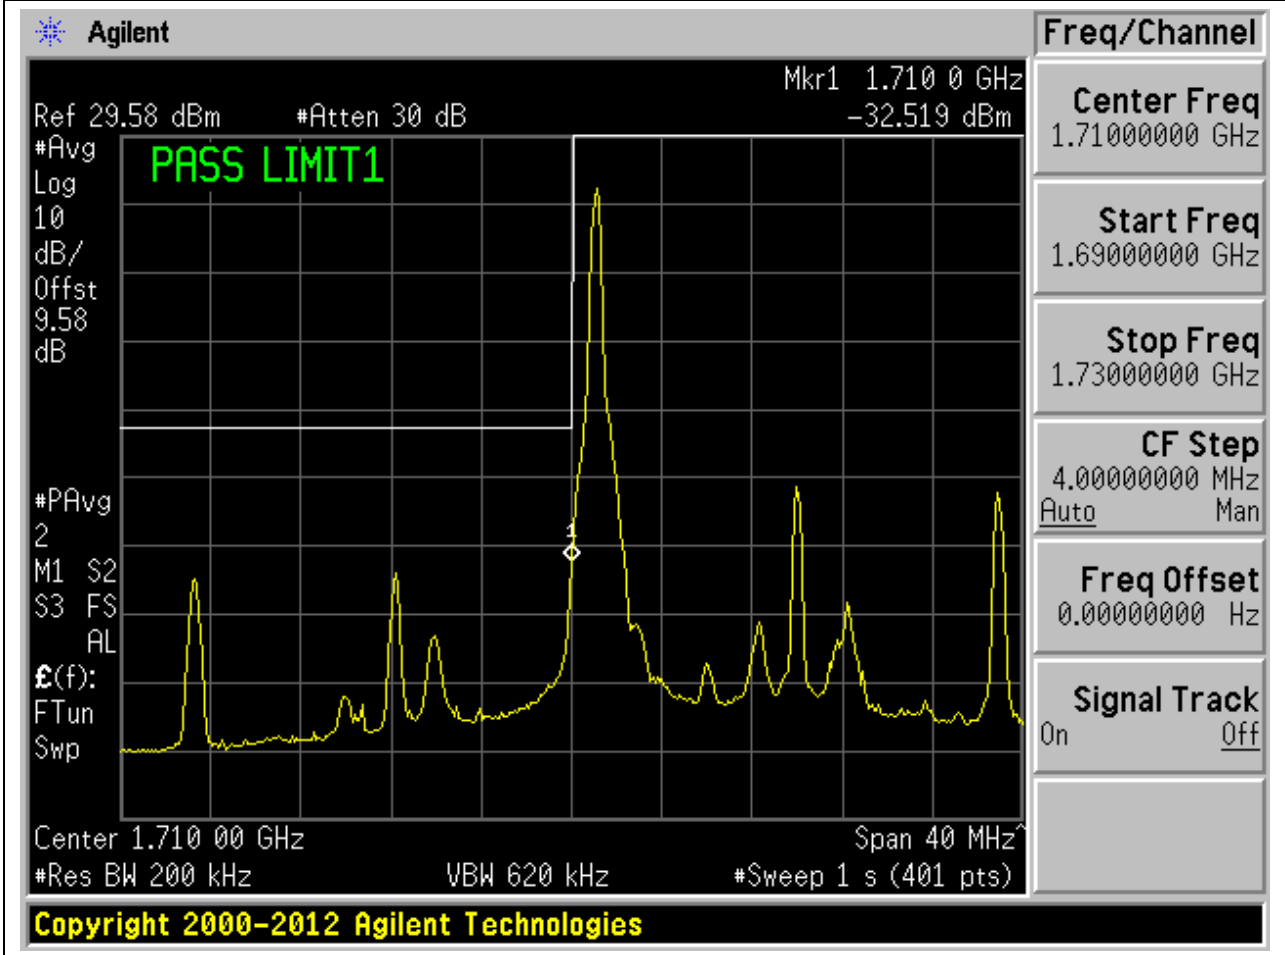 Agilent
Freq/Channel
Mkr1 1.710 0 GHz
Ref 29.58 dBm #Atten 30 dB -32.519 dBm
#Avg
Log
10
dB/
Offst
9.58
dB
PASS LIMIT1
1
#PAvg
2
M1 S2
S3 FS
AL
£(f):
FTun
Swp
Center 1.710 00 GHz Span 40 MHz^
#Res BW 200 kHz VBW 620 kHz #Sweep 1 s (401 pts)
Center Freq
1.71000000 GHz
Start Freq
1.69000000 GHz
Stop Freq
1.73000000 GHz
CF Step
4.00000000 MHz
Auto Man
Freq Offset
0.00000000 Hz
Signal Track
On Off
Copyright 2000-2012 Agilent Technologies